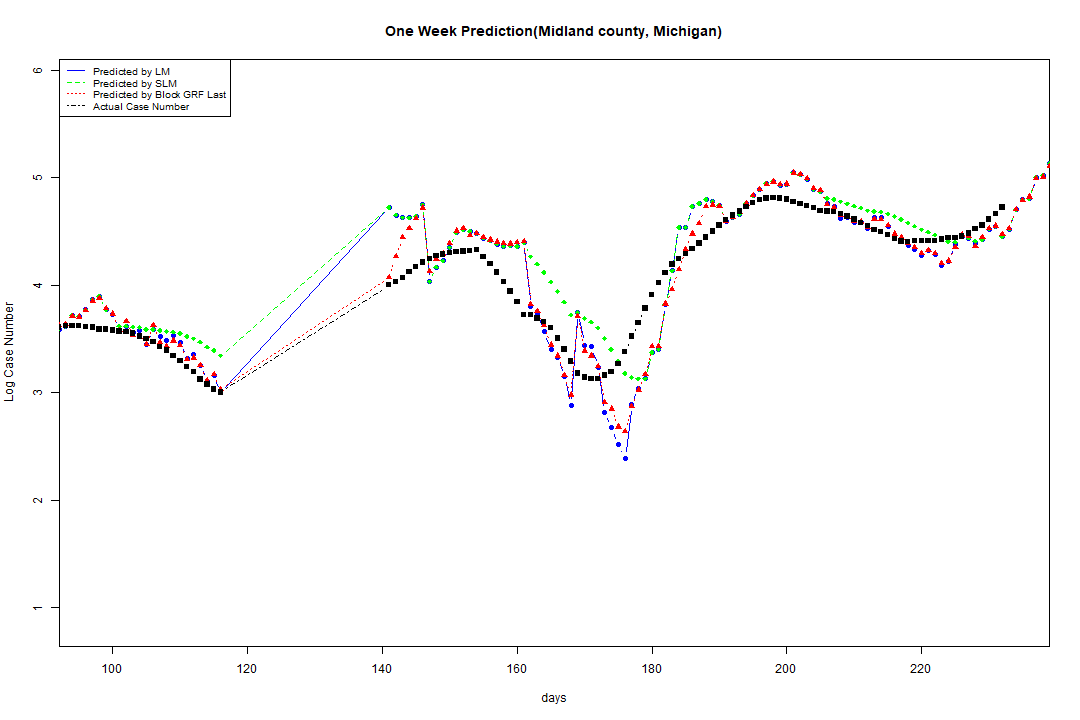 One Week Prediction(Midland county, Michigan)
Predicted by LM
Predicted by SLM
Predicted by Block GRF Last
Actual Case Number
6
5
4
3
2
1
Log Case Number
100 120 140 160 180 200 220
days